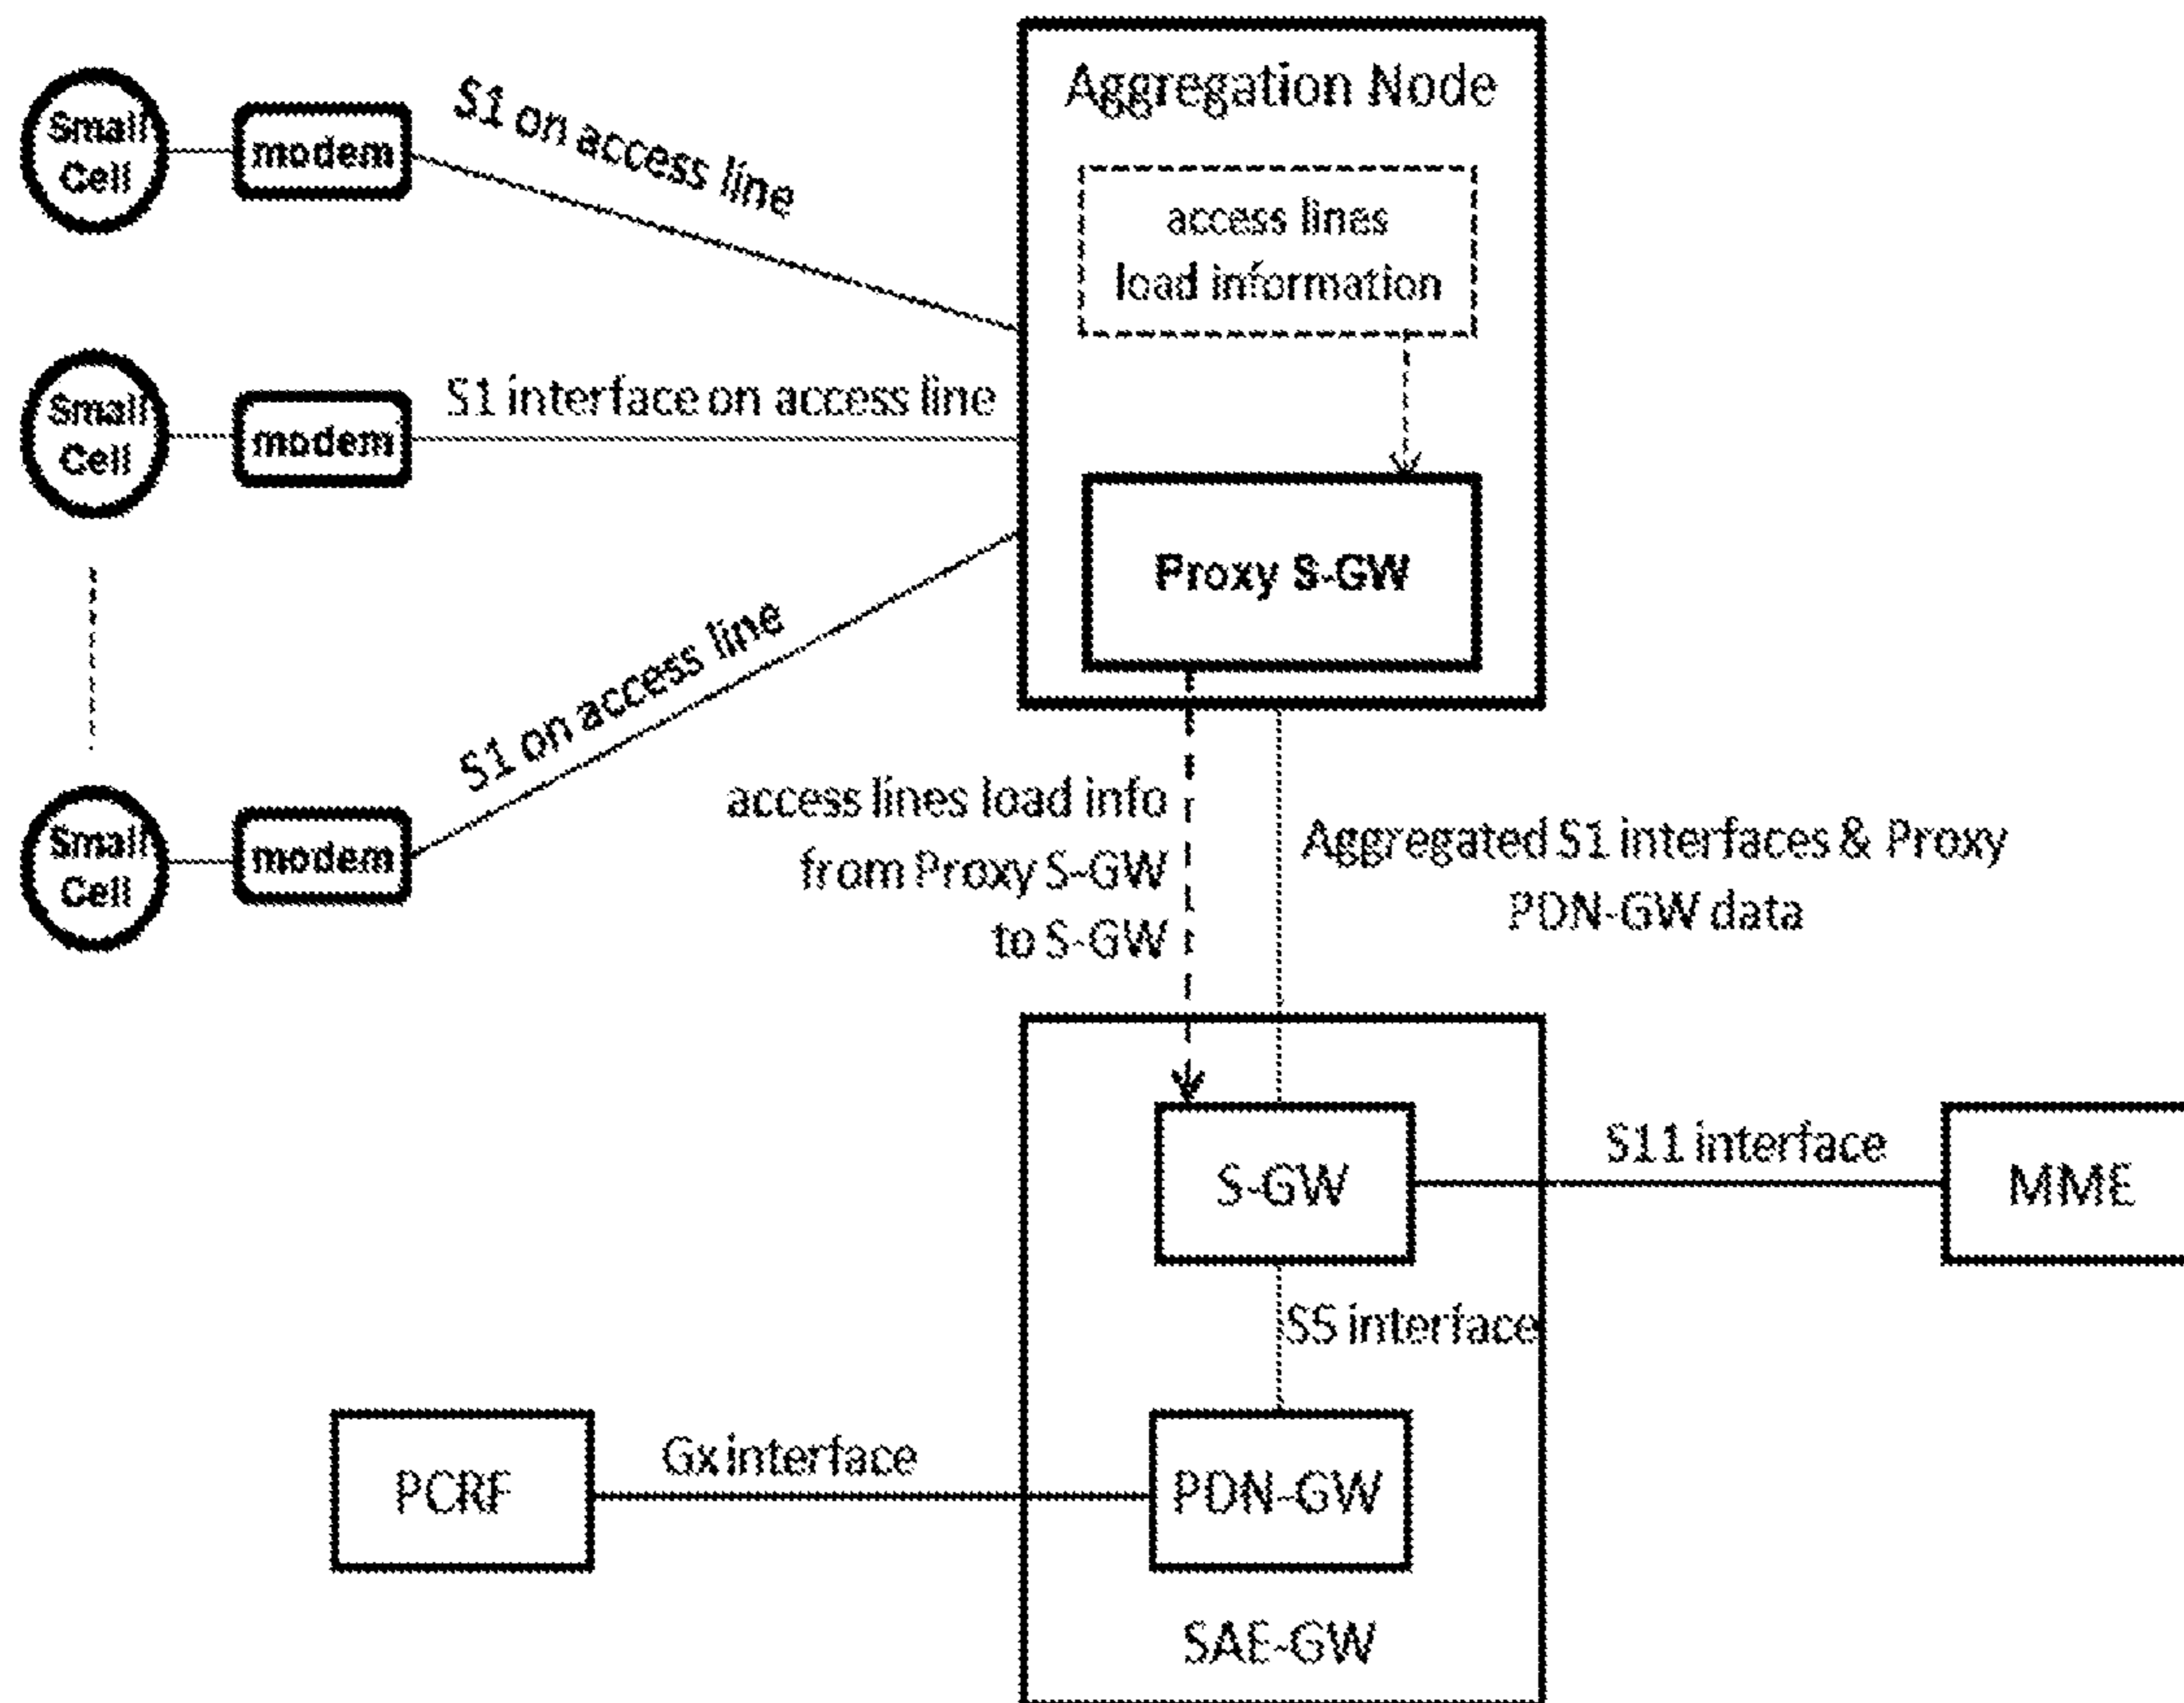 Aggregation Node
access lines
load information
Proxy S-GW
Small
Cell
modem
S1 on access line
Small
Cell
modem
S1 interface on access line
Small
Cell
modem
S1 on access line
access lines load info
from Proxy S-GW
to S-GW
Aggregated S1 interfaces & Proxy
PDN-GW data
S-GW
S11 interface
MME
S5 interface
PCRF
Gx interface
PDN-GW
SAE-GW